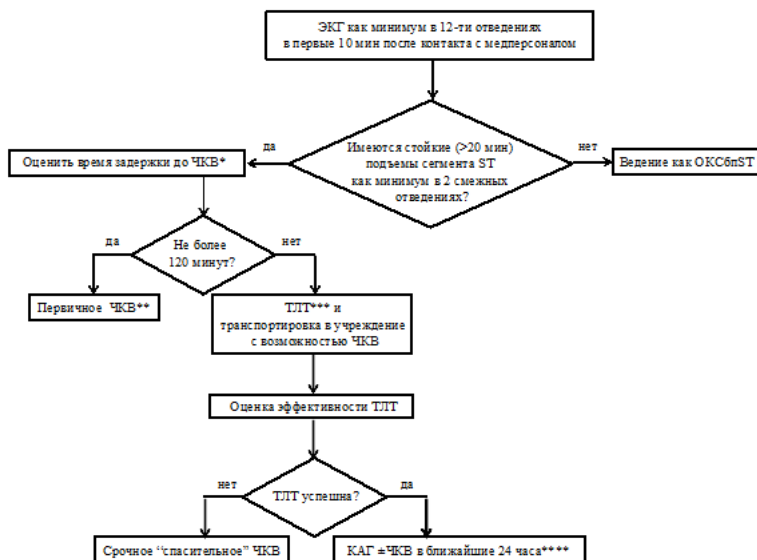 ЭКГ как минимум в 12-ти отведениях
в первые 10 мин после контакта с медперсоналом
Имеются стойкие (>20 мин)
подъемы сегмента ST
как минимум в 2 смежных
отведениях?
да
нет
Оценить время задержки до ЧКВ*
Ведение как ОКСбпST
Не более
120 минут?
да
нет
Первичное ЧКВ**
ТЛТ*** и
транспортировка в учреждение
с возможностью ЧКВ
Оценка эффективности ТЛТ
ТЛТ успешна?
нет
да
Срочное “спасительное” ЧКВ
КАГ ±ЧКВ в ближайшие 24 часа****